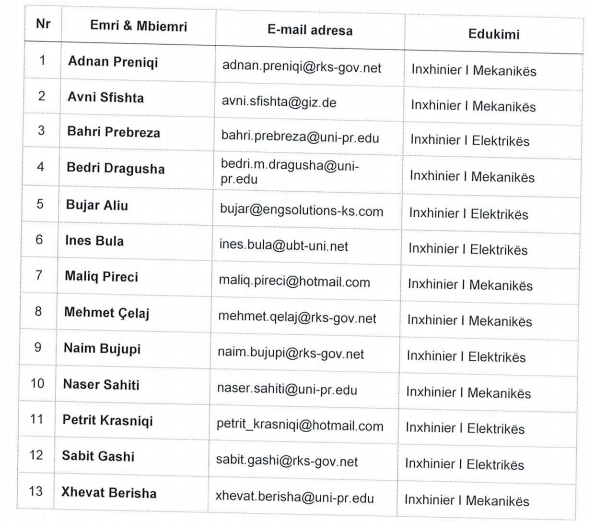 Nr Emri & Mbiemri E-mail adresa Edukimi
1 Adnan Preniqi adnan.preniqi@rks-gov.net Inxhinier I Mekanikës
2 Avni Sfishta avni.sfishta@giz.de Inxhinier I Mekanikës
3 Bahri Prebreza bahri.prebreza@uni-pr.edu Inxhinier I Elektrikës
4 Bedri Dragusha bedri.m.dragusha@uni-
pr.edu Inxhinier I Mekanikës
5 Bujar Aliu bujar@engsolutions-ks.com Inxhinier I Elektrikës
6 Ines Bula ines.bula@ubt-uni.net Inxhinier I Elektrikës
7 Maliq Pireci maliq.pireci@hotmail.com Inxhinier I Mekanikës
8 Mehmet Çelaj mehmet.qelaj@rks-gov.net Inxhinier I Mekanikës
9 Naim Bujupi naim.bujupi@rks-gov.net Inxhinier I Elektrikës
10 Naser Sahiti naser.sahiti@uni-pr.edu Inxhinier I Mekanikës
11 Petrit Krasniqi petrit_krasniqi@hotmail.com Inxhinier I Elektrikës
12 Sabit Gashi sabit.gashi@rks-gov.net Inxhinier I Elektrikës
13 Xhevat Berisha xhevat.berisha@uni-pr.edu Inxhinier I Mekanikës